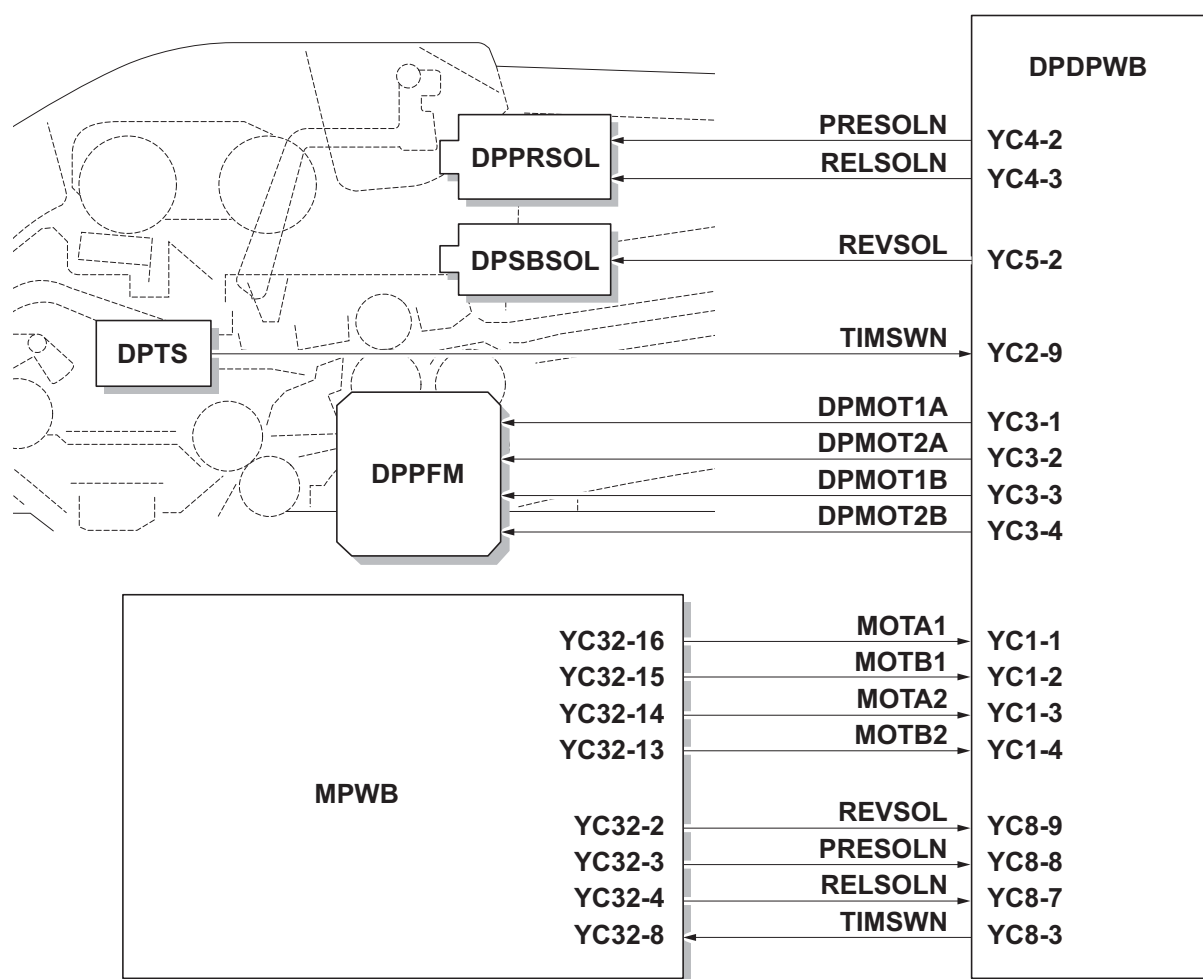 DPDPWB
PRESOLN
YC4-2
DPPRSOL
RELSOLN
YC4-3
REVSOL
DPSBSOL
YC5-2
TIMSWN
DPTS
YC2-9
DPMOT1A
YC3-1
DPMOT2A
YC3-2
DPPFM
DPMOT1B
YC3-3
DPMOT2B
YC3-4
YC32-16
MOTA1
YC1-1
YC32-15
MOTB1
YC1-2
YC32-14
MOTA2
YC1-3
YC32-13
MOTB2
YC1-4
MPWB
YC32-2
REVSOL
YC8-9
YC32-3
PRESOLN
YC8-8
YC32-4
RELSOLN
YC8-7
YC32-8
TIMSWN
YC8-3